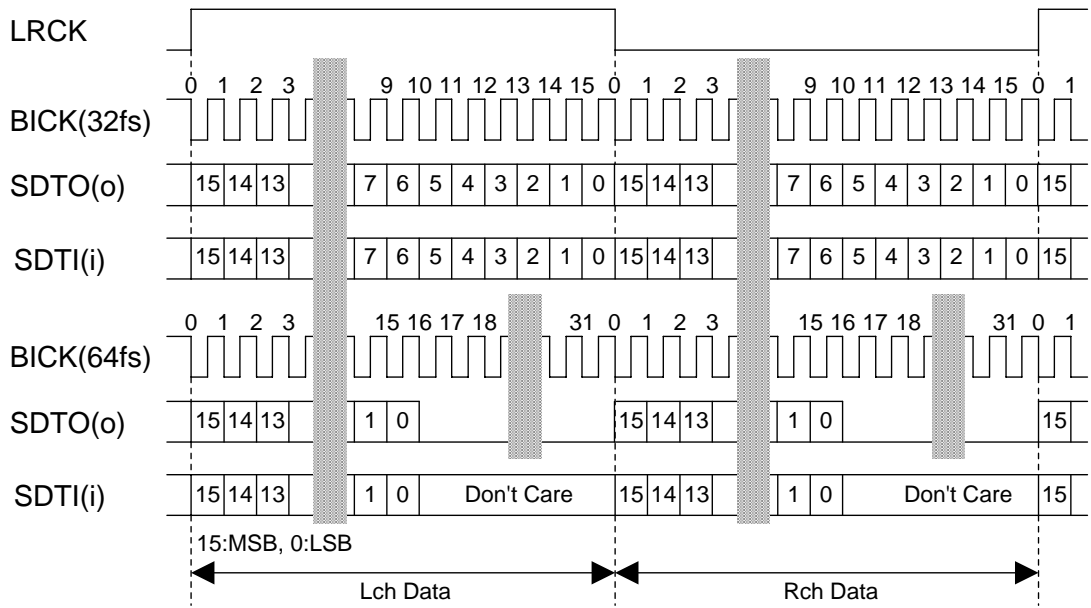 LRCK
0 1 2 3 9 10 11 12 13 14 15 0 1 2 3 9 10 11 12 13 14 15 0 1
BICK(32fs)
SDTO(o) 15 14 13 7 6 5 4 3 2 1 0 15 14 13 7 6 5 4 3 2 1 0 15
SDTI(i) 15 14 13 7 6 5 4 3 2 1 0 15 14 13 7 6 5 4 3 2 1 0 15
0 1 2 3 15 16 17 18 31 0 1 2 3 15 16 17 18 31 0 1
BICK(64fs)
SDTO(o) 15 14 13 1 0 15 14 13 1 0 15
SDTI(i) 15 14 13 1 0 Don't Care 15 14 13 1 0 Don't Care 15
15:MSB, 0:LSB
Lch Data Rch Data